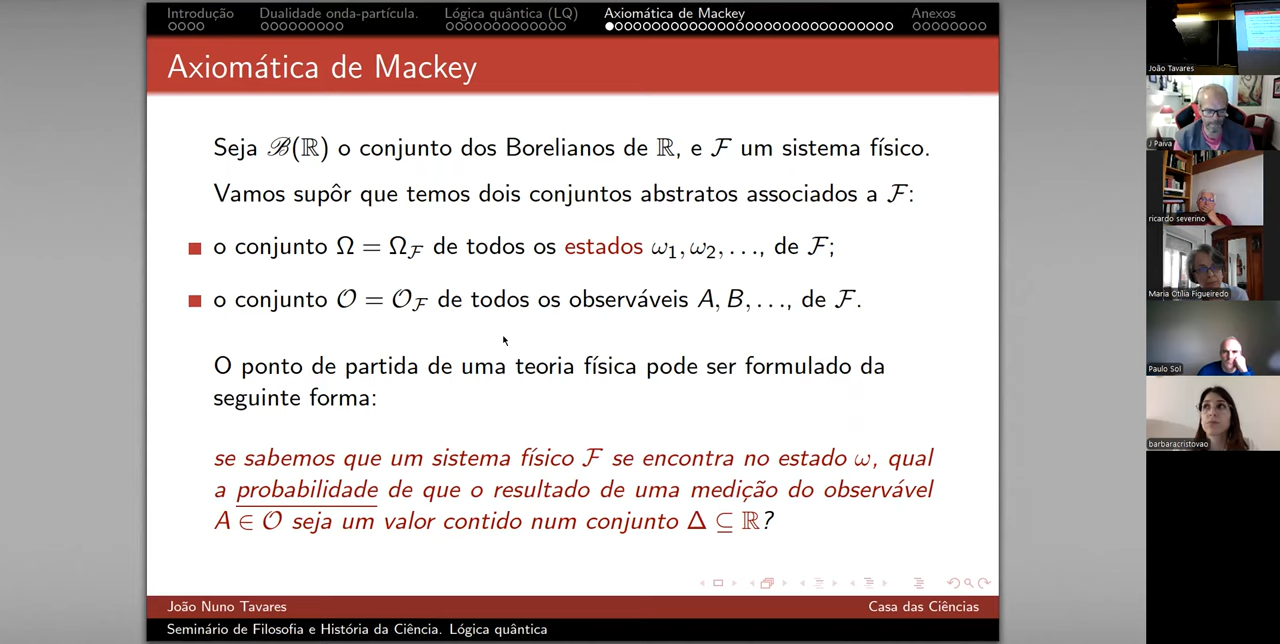 Introdução Dualidade onda-partícula. Lógica quântica (LQ) Axiomática de Mackey Anexos
Axiomática de Mackey
Seja ℬ(ℝ) o conjunto dos Borelianos de ℝ, e ℱ um sistema físico.
Vamos supôr que temos dois conjuntos abstratos associados a ℱ:
o conjunto Ω = Ω_ℱ de todos os estados ω₁, ω₂, . . ., de ℱ;
o conjunto 𝒪 = 𝒪_ℱ de todos os observáveis A, B, . . ., de ℱ.
O ponto de partida de uma teoria física pode ser formulado da
seguinte forma:
se sabemos que um sistema físico ℱ se encontra no estado ω, qual
a probabilidade de que o resultado de uma medição do observável
A ∈ 𝒪 seja um valor contido num conjunto Δ ⊆ ℝ?
João Nuno Tavares Casa das Ciências
Seminário de Filosofia e História da Ciência. Lógica quântica
João Tavares
J Paiva
ricardo severino
Maria Otília Figueiredo
Paulo Sol
barbaracristovao